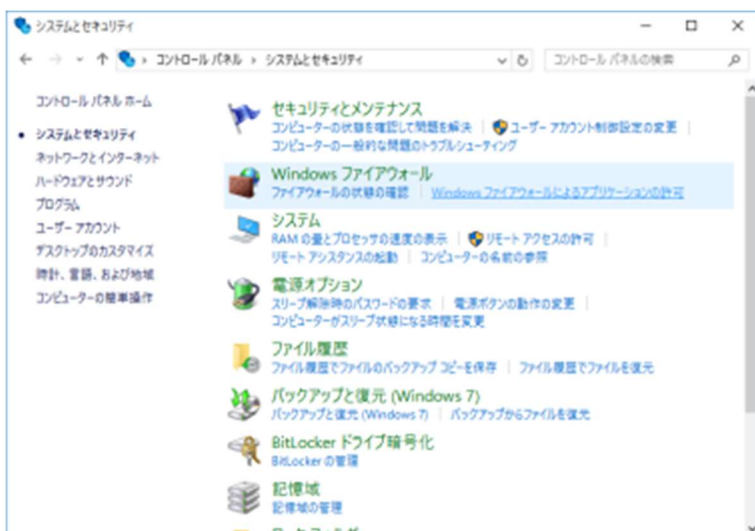 システムとセキュリティ
コントロール パネル › システムとセキュリティ
コントロール パネルの検索
コントロール パネル ホーム
システムとセキュリティ
ネットワークとインターネット
ハードウェアとサウンド
プログラム
ユーザー アカウント
デスクトップのカスタマイズ
時計、言語、および地域
コンピューターの簡単操作
セキュリティとメンテナンス
コンピューターの状態を確認して問題を解決 ユーザー アカウント制御設定の変更
コンピューターの一般的な問題のトラブルシューティング
Windows ファイアウォール
ファイアウォールの状態の確認 Windows ファイアウォールによるアプリケーションの許可
システム
RAM の量とプロセッサの速度の表示 リモート アクセスの許可
リモート アシスタンスの起動 コンピューターの名前の参照
電源オプション
スリープ解除時のパスワードの要求 電源ボタンの動作の変更
コンピューターがスリープ状態になる時間を変更
ファイル履歴
ファイル履歴でファイルのバックアップ コピーを保存 ファイル履歴でファイルを復元
バックアップと復元 (Windows 7)
バックアップと復元 (Windows 7) バックアップからファイルを復元
BitLocker ドライブ暗号化
BitLocker の管理
記憶域
記憶域の管理